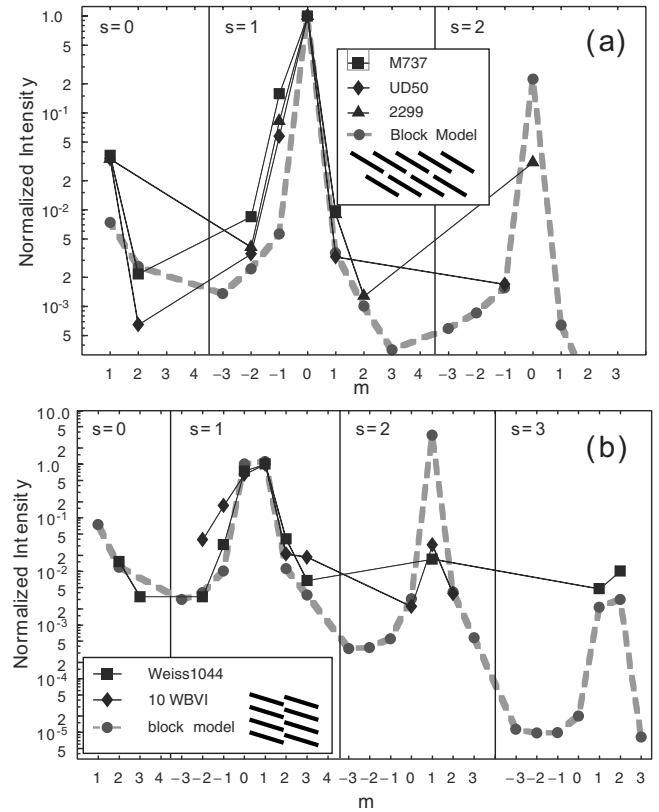 1.0
5
2
10⁻¹
5
2
10⁻²
5
2
10⁻³
5
Normalized Intensity
s=0
s=1
s=2
(a)
M737
UD50
2299
Block Model
1 2 3 4 −3 −2 −1 0 1 2 3 −3 −2 −1 0 1 2 3
m
10.0
5
2
1.0
5
2
10⁻¹
5
2
10⁻²
5
2
10⁻³
5
2
10⁻⁴
5
2
10⁻⁵
5
Normalized Intensity
s=0
s=1
s=2
s=3
(b)
Weiss1044
10 WBVI
block model
1 2 3 4 −3 −2 −1 0 1 2 3 4 −3 −2 −1 0 1 2 3 −3 −2 −1 0 1 2 3
m